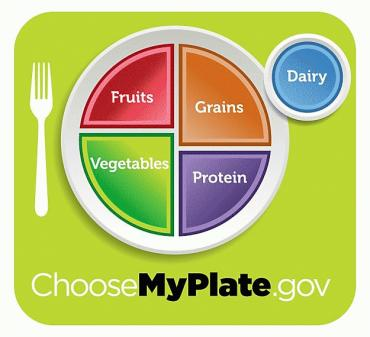 Dairy
Fruits
Grains
Vegetables
Protein
ChooseMyPlate.gov